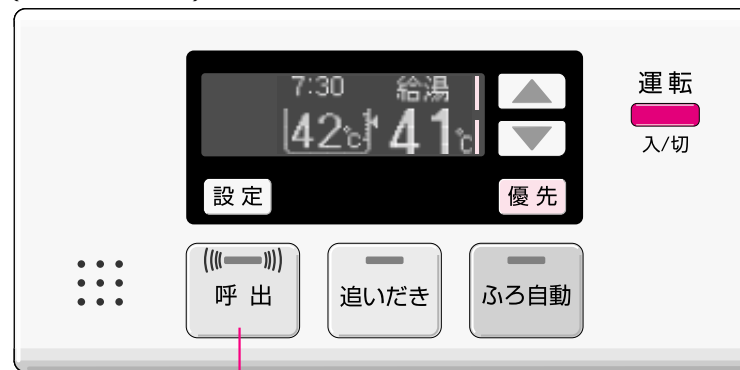 7:30 給湯
42℃ 41℃
運転
入/切
設定
優先
呼出
追いだき
ふろ自動